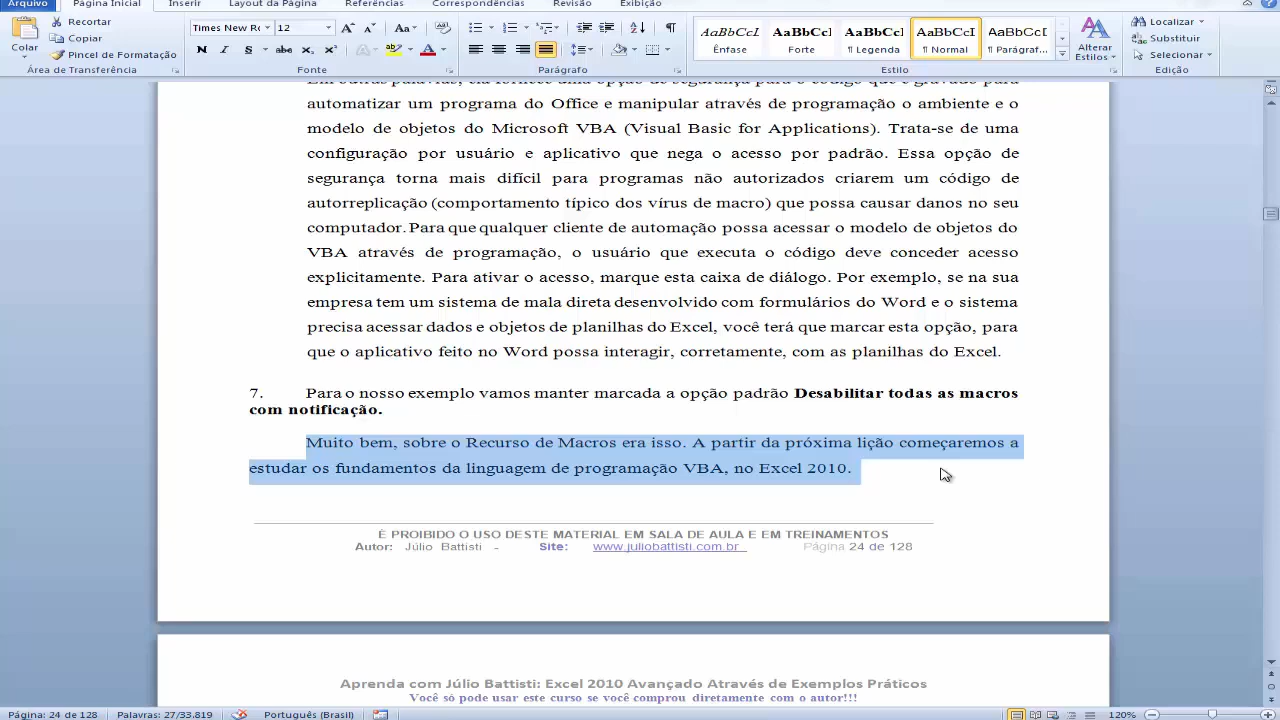 Arquivo Página Inicial Inserir Layout da Página Referências Correspondências Revisão Exibição
Recortar
Copiar
Pincel de Formatação
Colar
Área de Transferência
Times New Ro 12
Fonte
Parágrafo
AaBbCcI AaBbCcI AaBbCcI AaBbCcI AaBbCcI
Ênfase Forte ¶ Legenda ¶ Normal ¶ Parágraf...
Alterar
Estilos
Estilo
Localizar
Substituir
Selecionar
Edição
automatizar um programa do Office e manipular através de programação o ambiente e o
modelo de objetos do Microsoft VBA (Visual Basic for Applications). Trata-se de uma
configuração por usuário e aplicativo que nega o acesso por padrão. Essa opção de
segurança torna mais difícil para programas não autorizados criarem um código de
autorreplicação (comportamento típico dos vírus de macro) que possa causar danos no seu
computador. Para que qualquer cliente de automação possa acessar o modelo de objetos do
VBA através de programação, o usuário que executa o código deve conceder acesso
explicitamente. Para ativar o acesso, marque esta caixa de diálogo. Por exemplo, se na sua
empresa tem um sistema de mala direta desenvolvido com formulários do Word e o sistema
precisa acessar dados e objetos de planilhas do Excel, você terá que marcar esta opção, para
que o aplicativo feito no Word possa interagir, corretamente, com as planilhas do Excel.
7. Para o nosso exemplo vamos manter marcada a opção padrão Desabilitar todas as macros
com notificação.
Muito bem, sobre o Recurso de Macros era isso. A partir da próxima lição começaremos a
estudar os fundamentos da linguagem de programação VBA, no Excel 2010.
É PROIBIDO O USO DESTE MATERIAL EM SALA DE AULA E EM TREINAMENTOS
Autor: Júlio Battisti - Site: www.juliobattisti.com.br Página 24 de 128
Aprenda com Júlio Battisti: Excel 2010 Avançado Através de Exemplos Práticos
Você só pode usar este curso se você comprou diretamente com o autor!!!
Página: 24 de 128 Palavras: 27/33.819 Português (Brasil) 120%